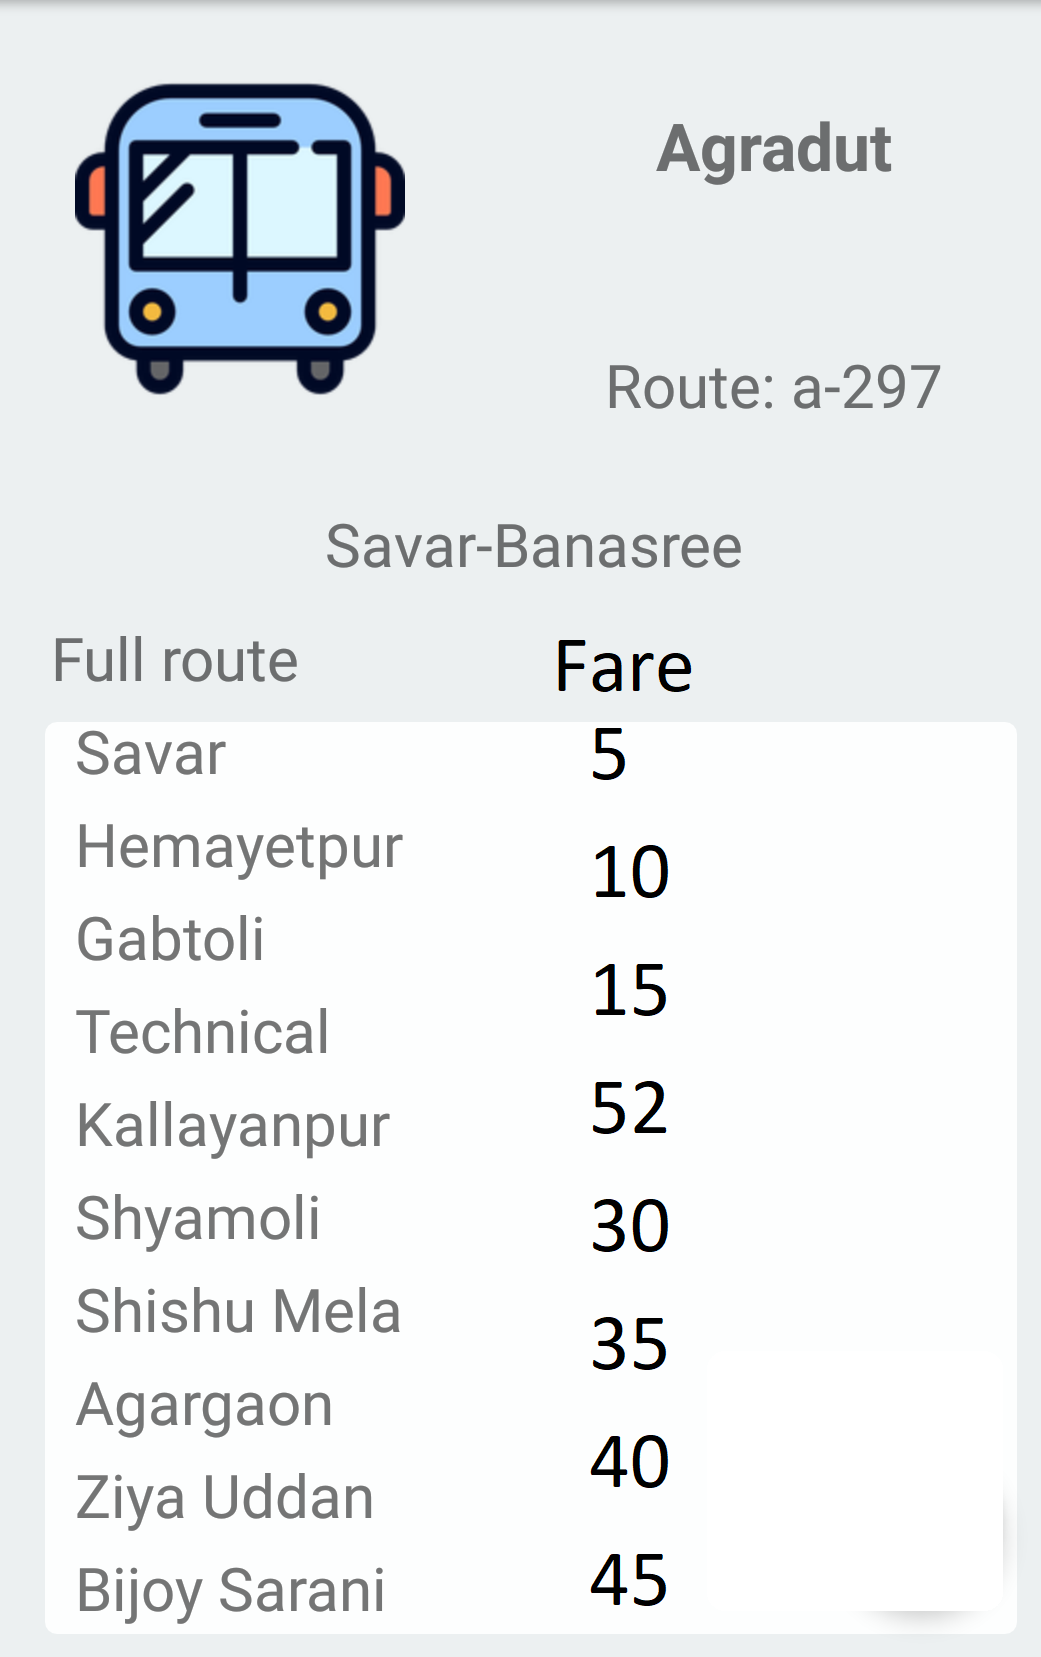 Agradut
Route: a-297
Savar-Banasree
Full route Fare
Savar 5
Hemayetpur 10
Gabtoli
15
Technical
Kallayanpur 52
Shyamoli 30
Shishu Mela 35
Agargaon
40
Ziya Uddan
Bijoy Sarani 45